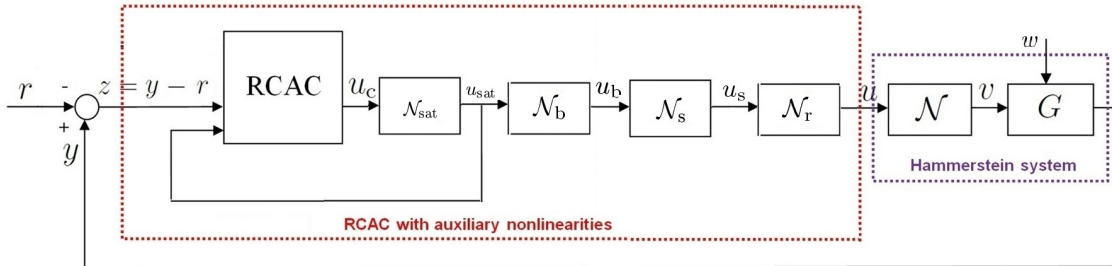 w
r - z = y − r RCAC u_c 𝒩_sat u_sat 𝒩_b u_b 𝒩_s u_s 𝒩_r u 𝒩 v G
+
y
Hammerstein system
RCAC with auxiliary nonlinearities